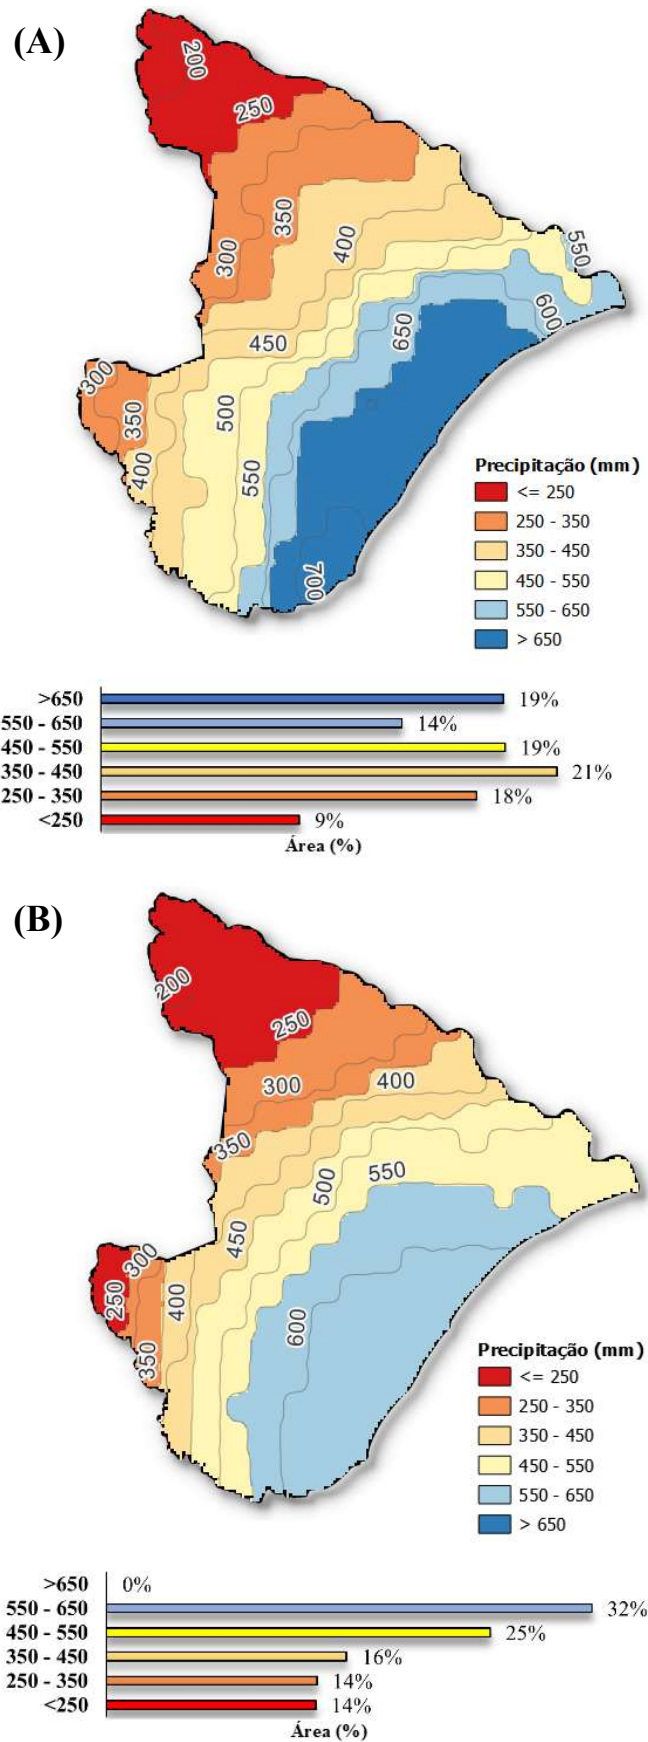 (A)
200
250
350
300
400
550
600
650
450
300
350
500
400
550
700
Precipitação (mm)
<= 250
250 - 350
350 - 450
450 - 550
550 - 650
> 650
>650 19%
550 - 650 14%
450 - 550 19%
350 - 450 21%
250 - 350 18%
<250 9%
Área (%)
(B)
200
250
300 400
350
550
500
450
300
250
400
600
350
Precipitação (mm)
<= 250
250 - 350
350 - 450
450 - 550
550 - 650
> 650
>650 0%
550 - 650 32%
450 - 550 25%
350 - 450 16%
250 - 350 14%
<250 14%
Área (%)